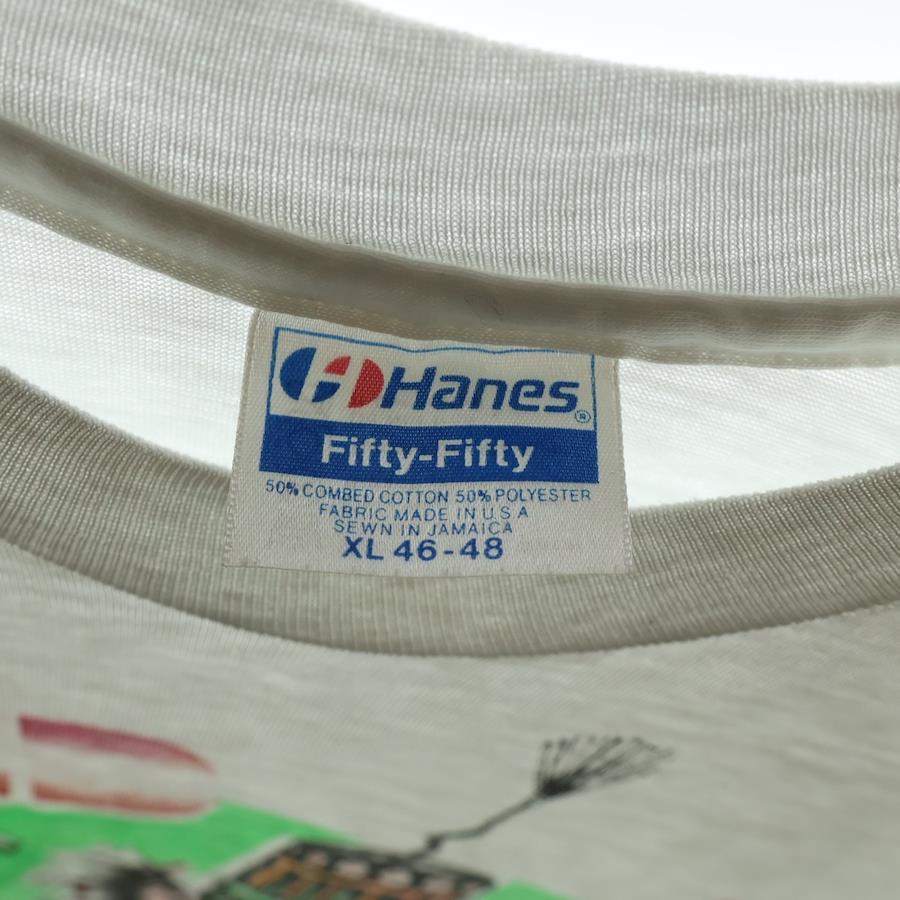 Hanes®
Fifty-Fifty
50% COMBED COTTON 50% POLYESTER
FABRIC MADE IN U.S A
SEWN IN JAMAICA
XL 46-48